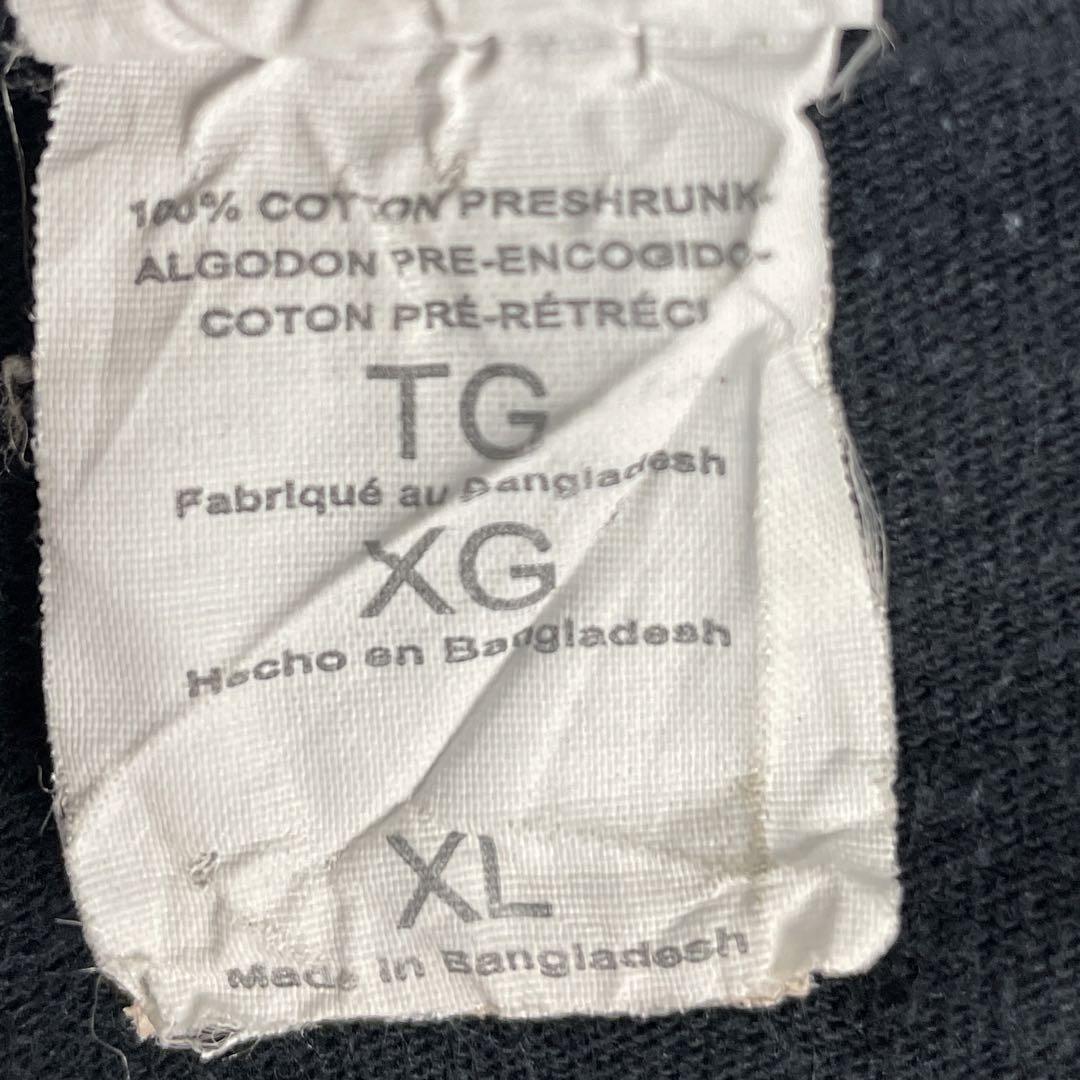 100% COTTON PRESHRUNK-
ALGODON PRE-ENCOGIDO-
COTON PRÉ-RÉTRÉCI
TG
Fabriqué au Bangladesh
XG
Hecho en Bangladesh
XL
Made in Bangladesh